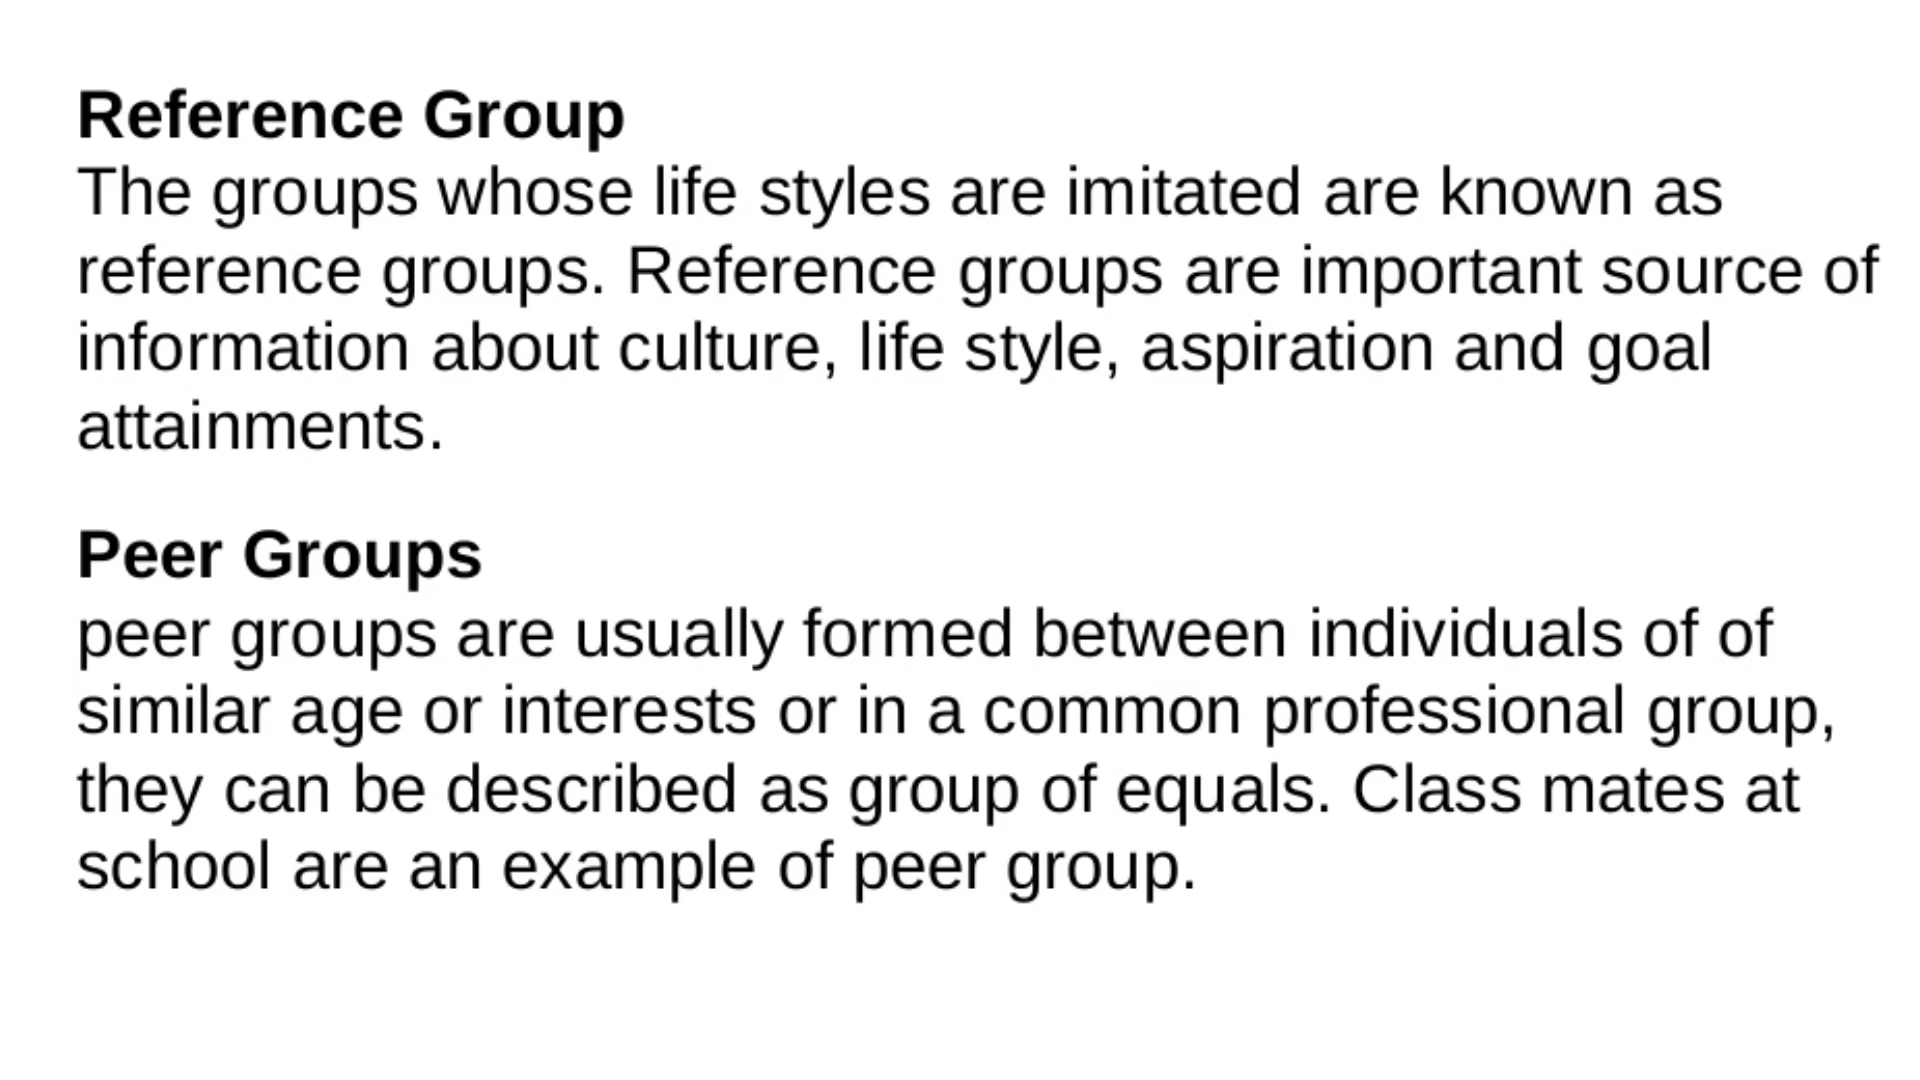 Reference Group
The groups whose life styles are imitated are known as
reference groups. Reference groups are important source of
information about culture, life style, aspiration and goal
attainments.
Peer Groups
peer groups are usually formed between individuals of of
similar age or interests or in a common professional group,
they can be described as group of equals. Class mates at
school are an example of peer group.